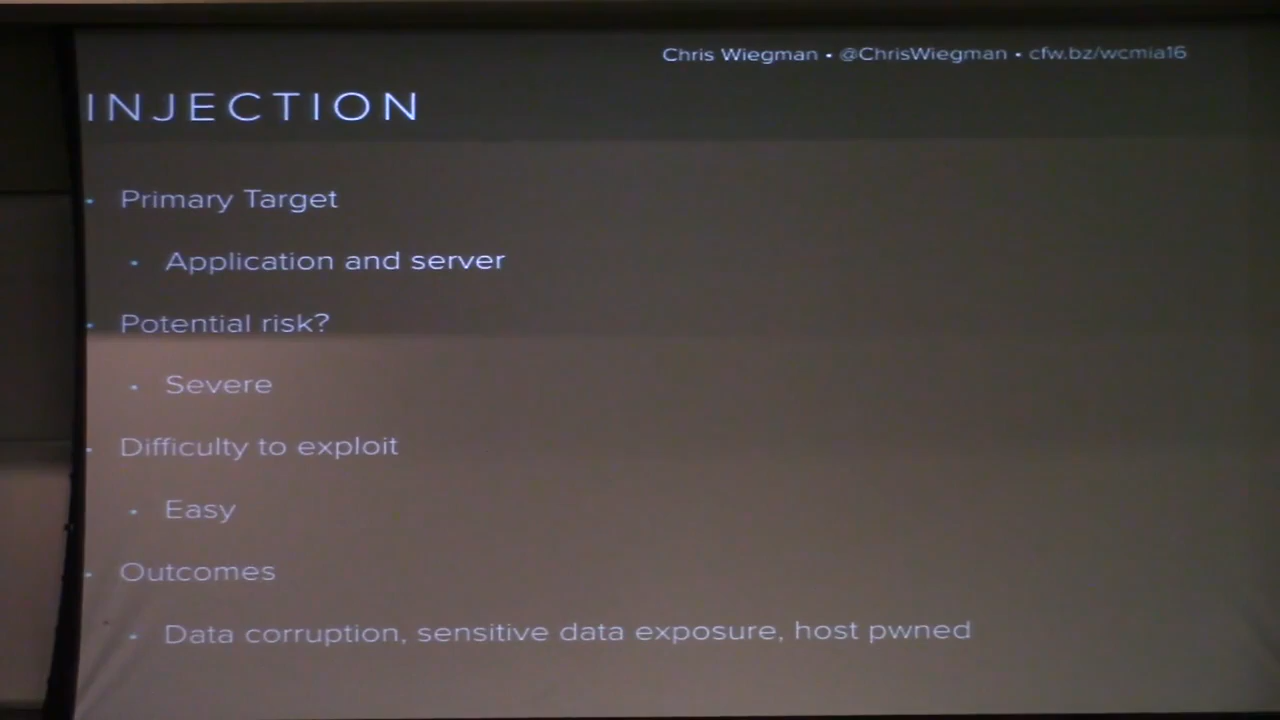 Chris Wiegman • @ChrisWiegman • cfw.bz/wcmia16
INJECTION
• Primary Target
• Application and server
• Potential risk?
• Severe
• Difficulty to exploit
• Easy
• Outcomes
• Data corruption, sensitive data exposure, host pwned